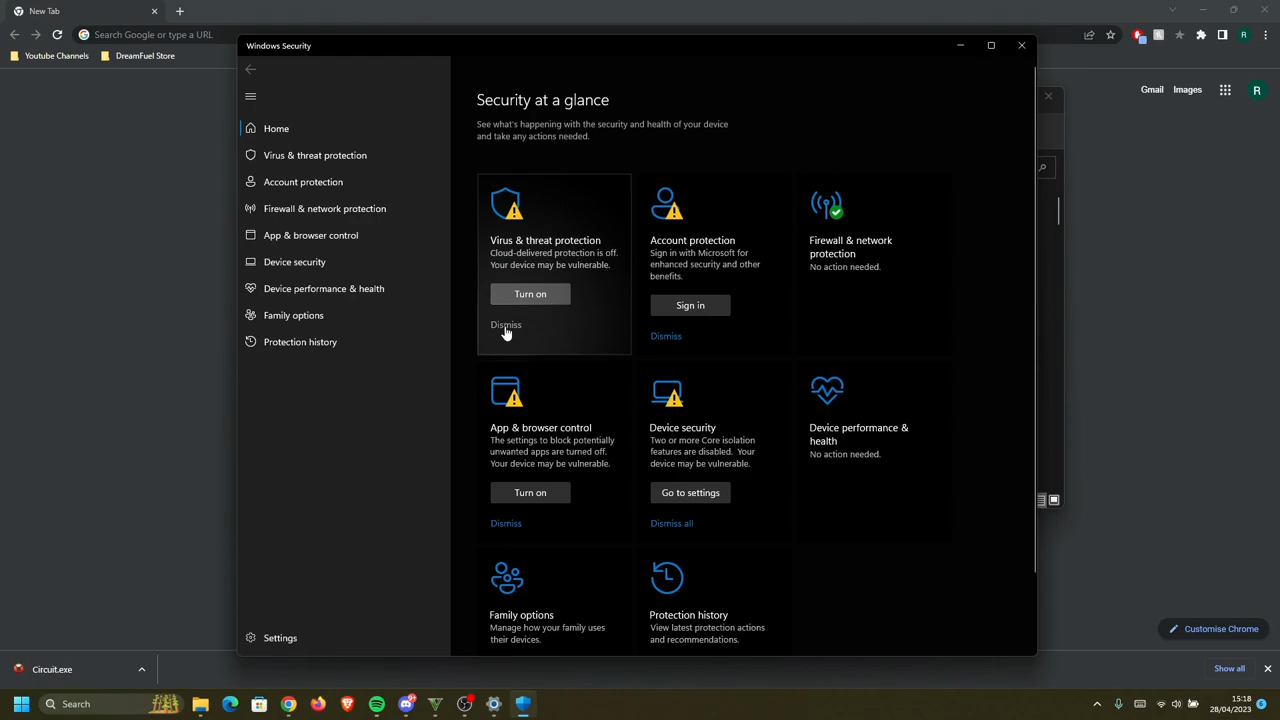 New Tab
Search Google or type a URL
R
Youtube Channels
DreamFuel Store
Gmail
Images
R
Windows Security
Home
Virus & threat protection
Account protection
Firewall & network protection
App & browser control
Device security
Device performance & health
Family options
Protection history
Settings
Security at a glance
See what's happening with the security and health of your device
and take any actions needed.
Virus & threat protection
Cloud-delivered protection is off.
Your device may be vulnerable.
Turn on
Dismiss
Account protection
Sign in with Microsoft for
enhanced security and other
benefits.
Sign in
Dismiss
Firewall & network
protection
No action needed.
App & browser control
The settings to block potentially
unwanted apps are turned off.
Your device may be vulnerable.
Turn on
Dismiss
Device security
Two or more Core isolation
features are disabled. Your
device may be vulnerable.
Go to settings
Dismiss all
Device performance &
health
No action needed.
Family options
Manage how your family uses
their devices.
Protection history
View latest protection actions
and recommendations.
Customise Chrome
Circuit.exe
Show all
Search
15:18
28/04/2023